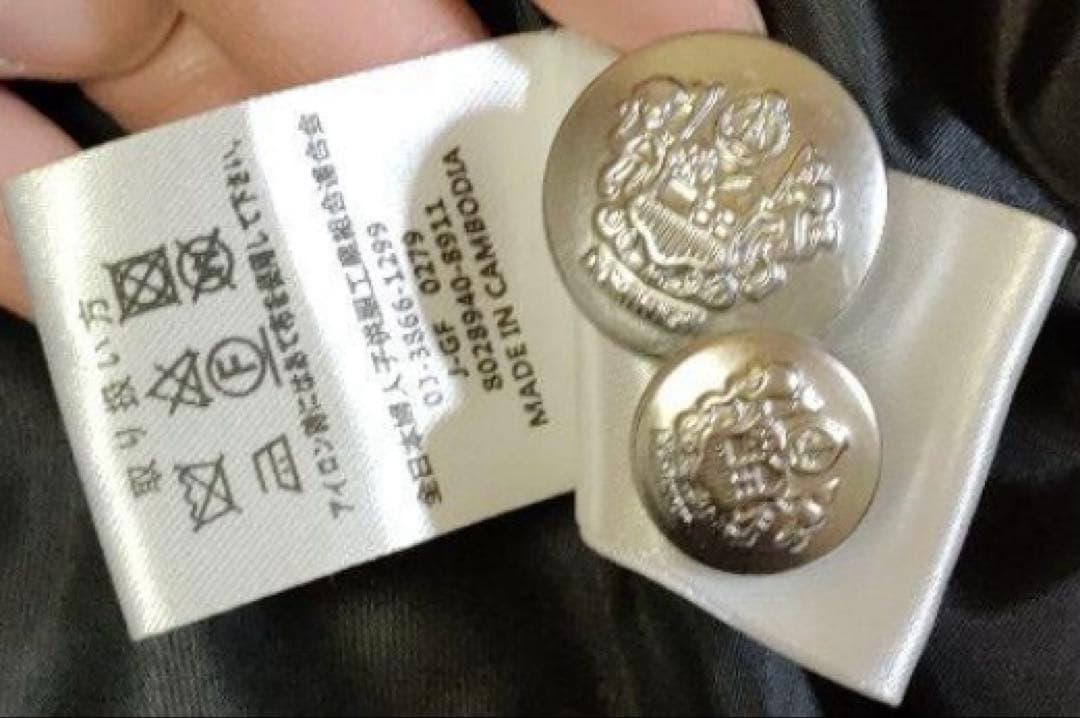 取り扱い方
アイロン掛にはあて布を使用して下さい。
全日本婦人子供服工業組合連合会
03-3866-1299
J-GF 0279
8028940-8911
MADE IN CAMBODIA
F
W